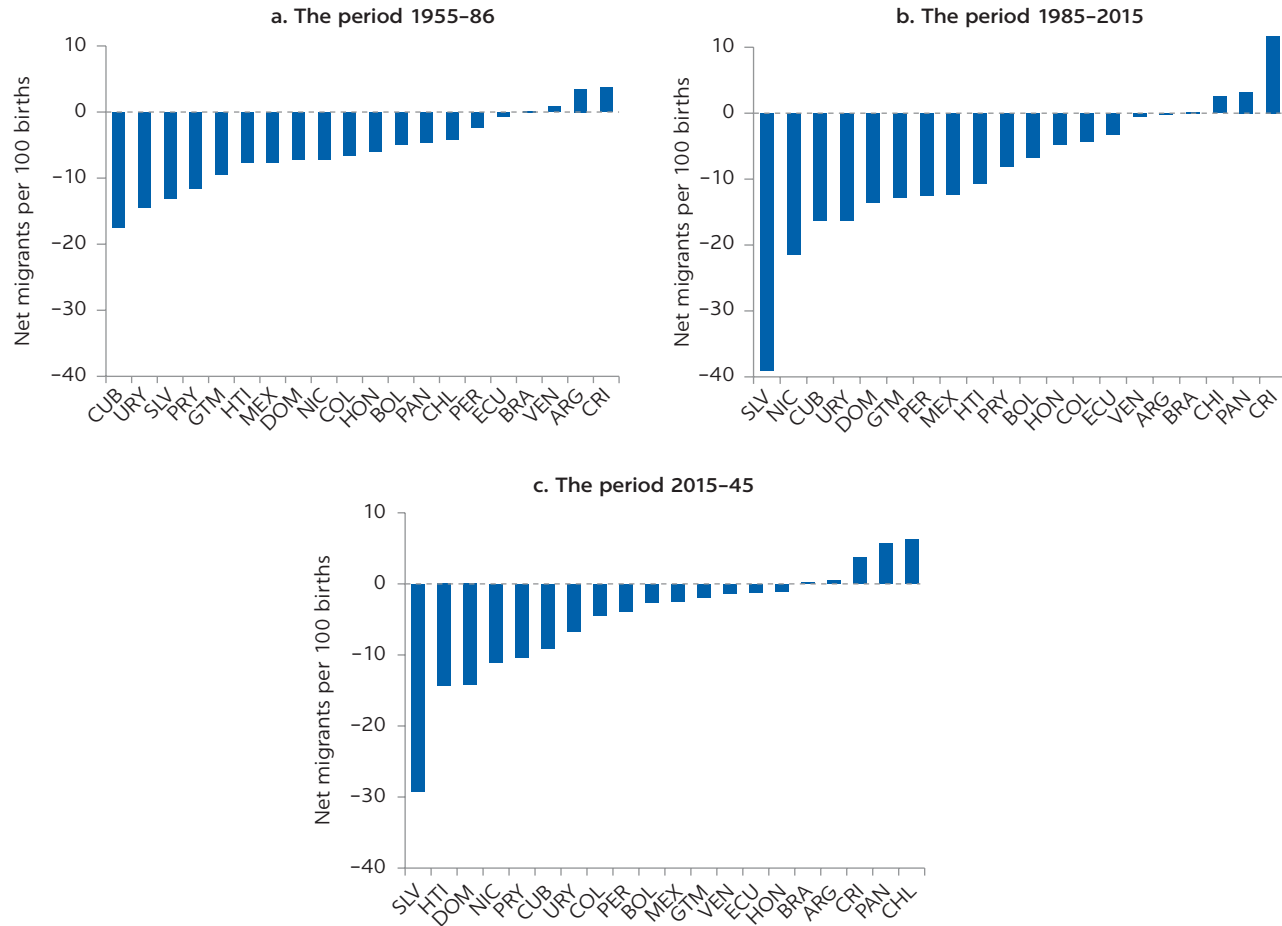 a. The period 1955–86
Net migrants per 100 births
10
0
–10
–20
–30
–40
CUB
URY
SLV
PRY
GTM
HTI
MEX
DOM
NIC
COL
HON
BOL
PAN
CHL
PER
ECU
BRA
VEN
ARG
CRI
b. The period 1985–2015
Net migrants per 100 births
10
0
–10
–20
–30
–40
SLV
NIC
CUB
URY
DOM
GTM
PER
MEX
HTI
PRY
BOL
HON
COL
ECU
VEN
ARG
BRA
CHI
PAN
CRI
c. The period 2015–45
Net migrants per 100 births
10
0
–10
–20
–30
–40
SLV
HTI
DOM
NIC
PRY
CUB
URY
COL
PER
BOL
MEX
GTM
VEN
ECU
HON
BRA
ARG
CRI
PAN
CHL